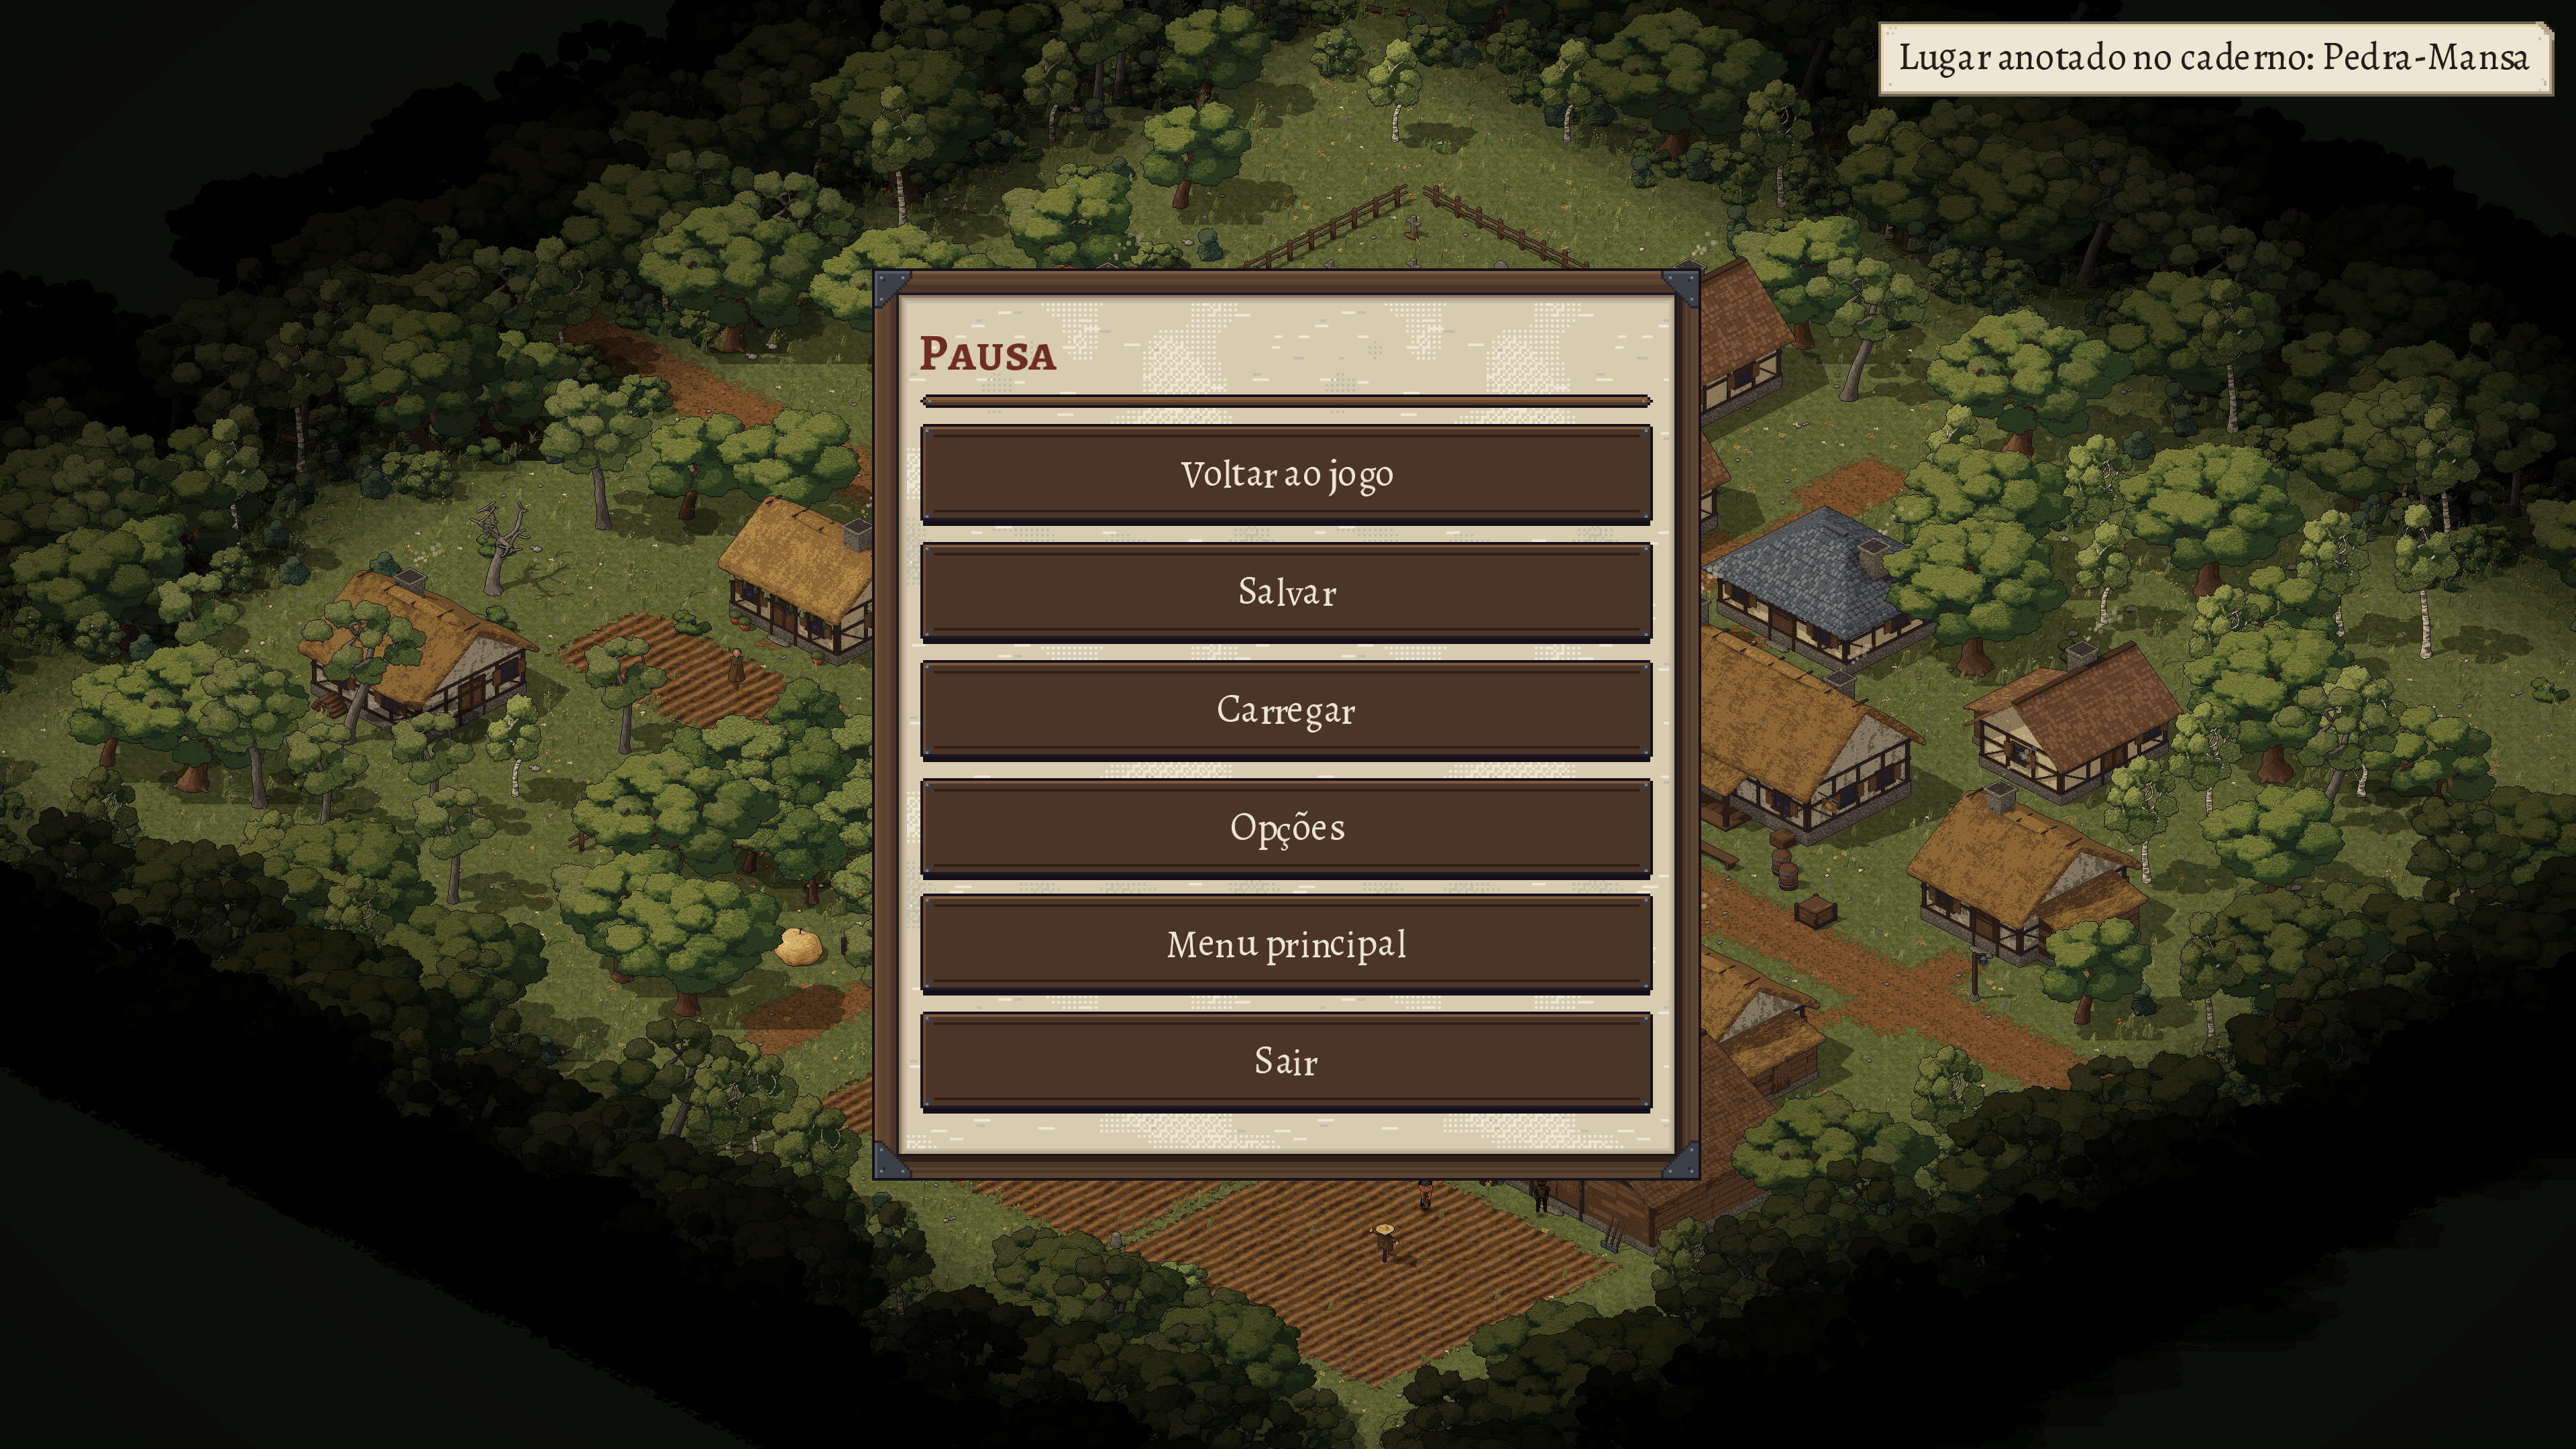 Lugar anotado no caderno: Pedra-Mansa
Pausa
Voltar ao jogo
Salvar
Carregar
Opções
Menu principal
Sair